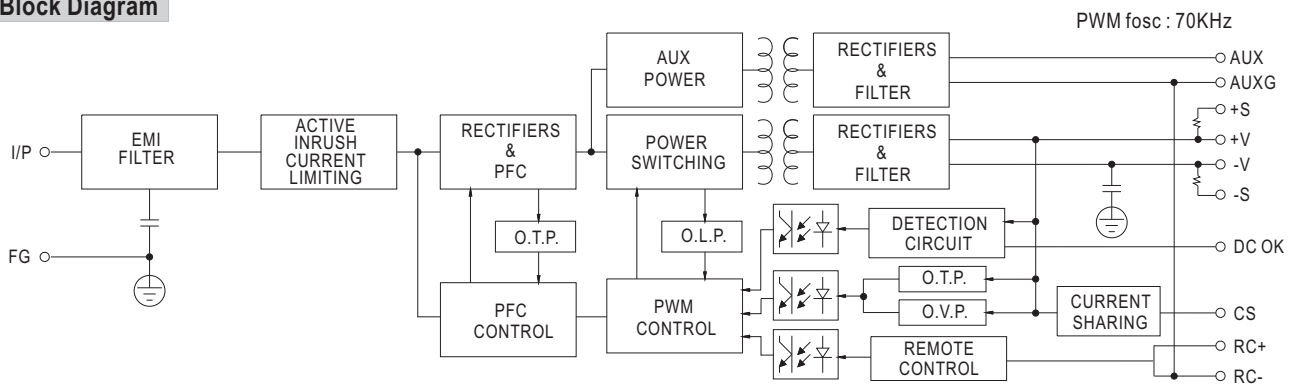 Block Diagram
PWM fosc : 70KHz
I/P
FG
EMI
FILTER
ACTIVE
INRUSH
CURRENT
LIMITING
RECTIFIERS
&
PFC
O.T.P.
PFC
CONTROL
AUX
POWER
POWER
SWITCHING
O.L.P.
PWM
CONTROL
RECTIFIERS
&
FILTER
RECTIFIERS
&
FILTER
DETECTION
CIRCUIT
O.T.P.
O.V.P.
REMOTE
CONTROL
CURRENT
SHARING
AUX
AUXG
+S
+V
-V
-S
DC OK
CS
RC+
RC-